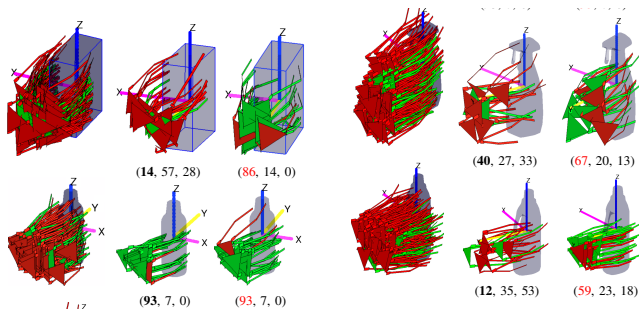 Z
Z
Z
Z
Z
Z
X
X
X
X
X
X
(14, 57, 28)
(86, 14, 0)
(40, 27, 33)
(67, 20, 13)
Z
Z
Z
Z
Z
Z
Y
Y
Y
X
X
X
(93, 7, 0)
(93, 7, 0)
(12, 35, 53)
(59, 23, 18)
Z